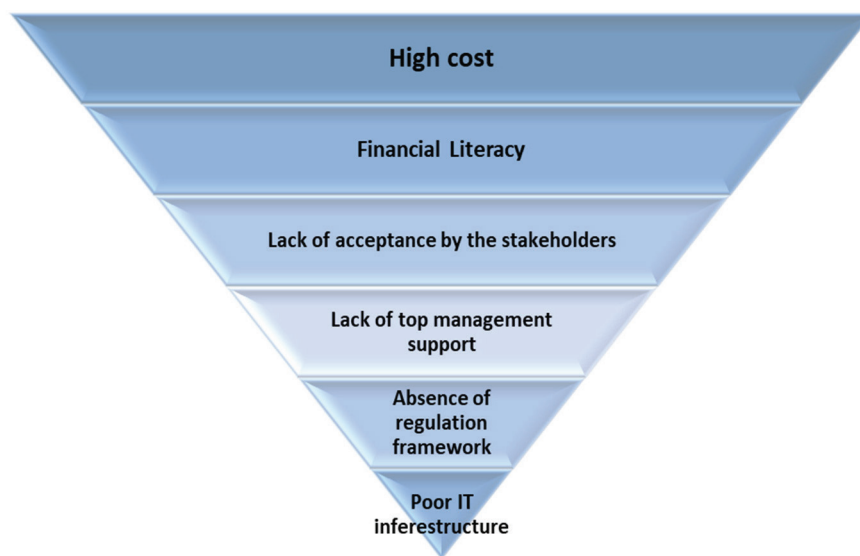 High cost
Financial Literacy
Lack of acceptance by the stakeholders
Lack of top management
support
Absence of
regulation
framework
Poor IT
inferestructure